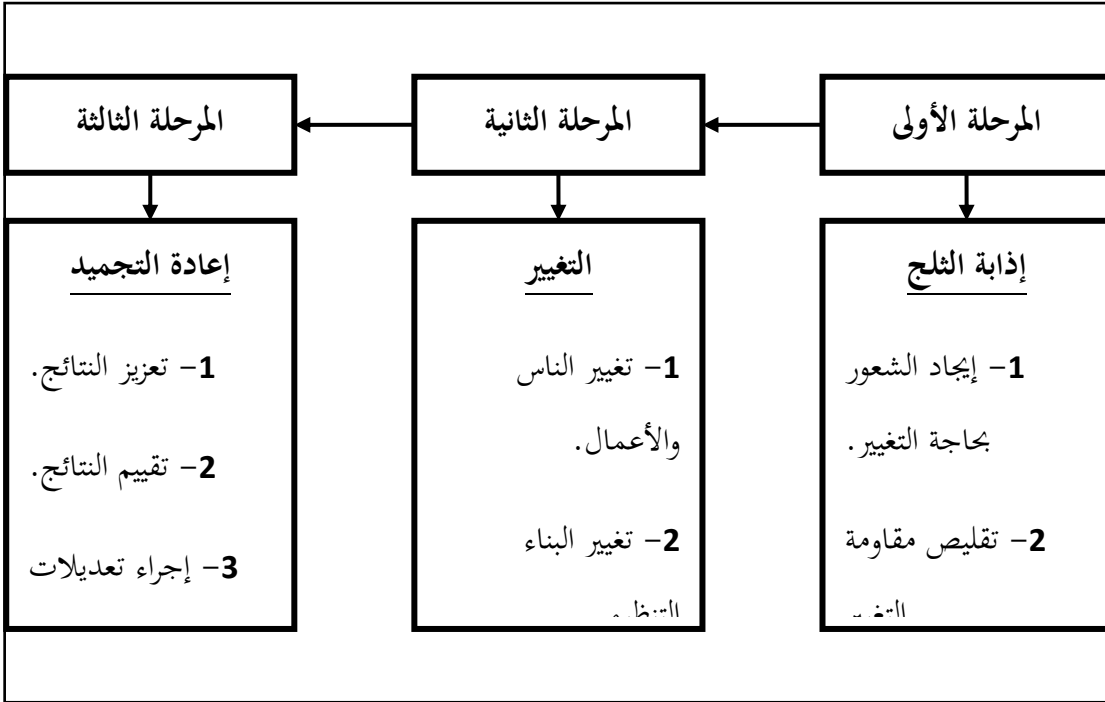 المرحلة الأولى
المرحلة الثانية
المرحلة الثالثة
إذابة الثلج
1- إيجاد الشعور
بحاجة التغيير.
2- تقليص مقاومة
التغيير
التغيير
1- تغيير الناس
والأعمال.
2- تغيير البناء
إعادة التجميد
1- تعزيز النتائج.
2- تقييم النتائج.
3- إجراء تعديلات